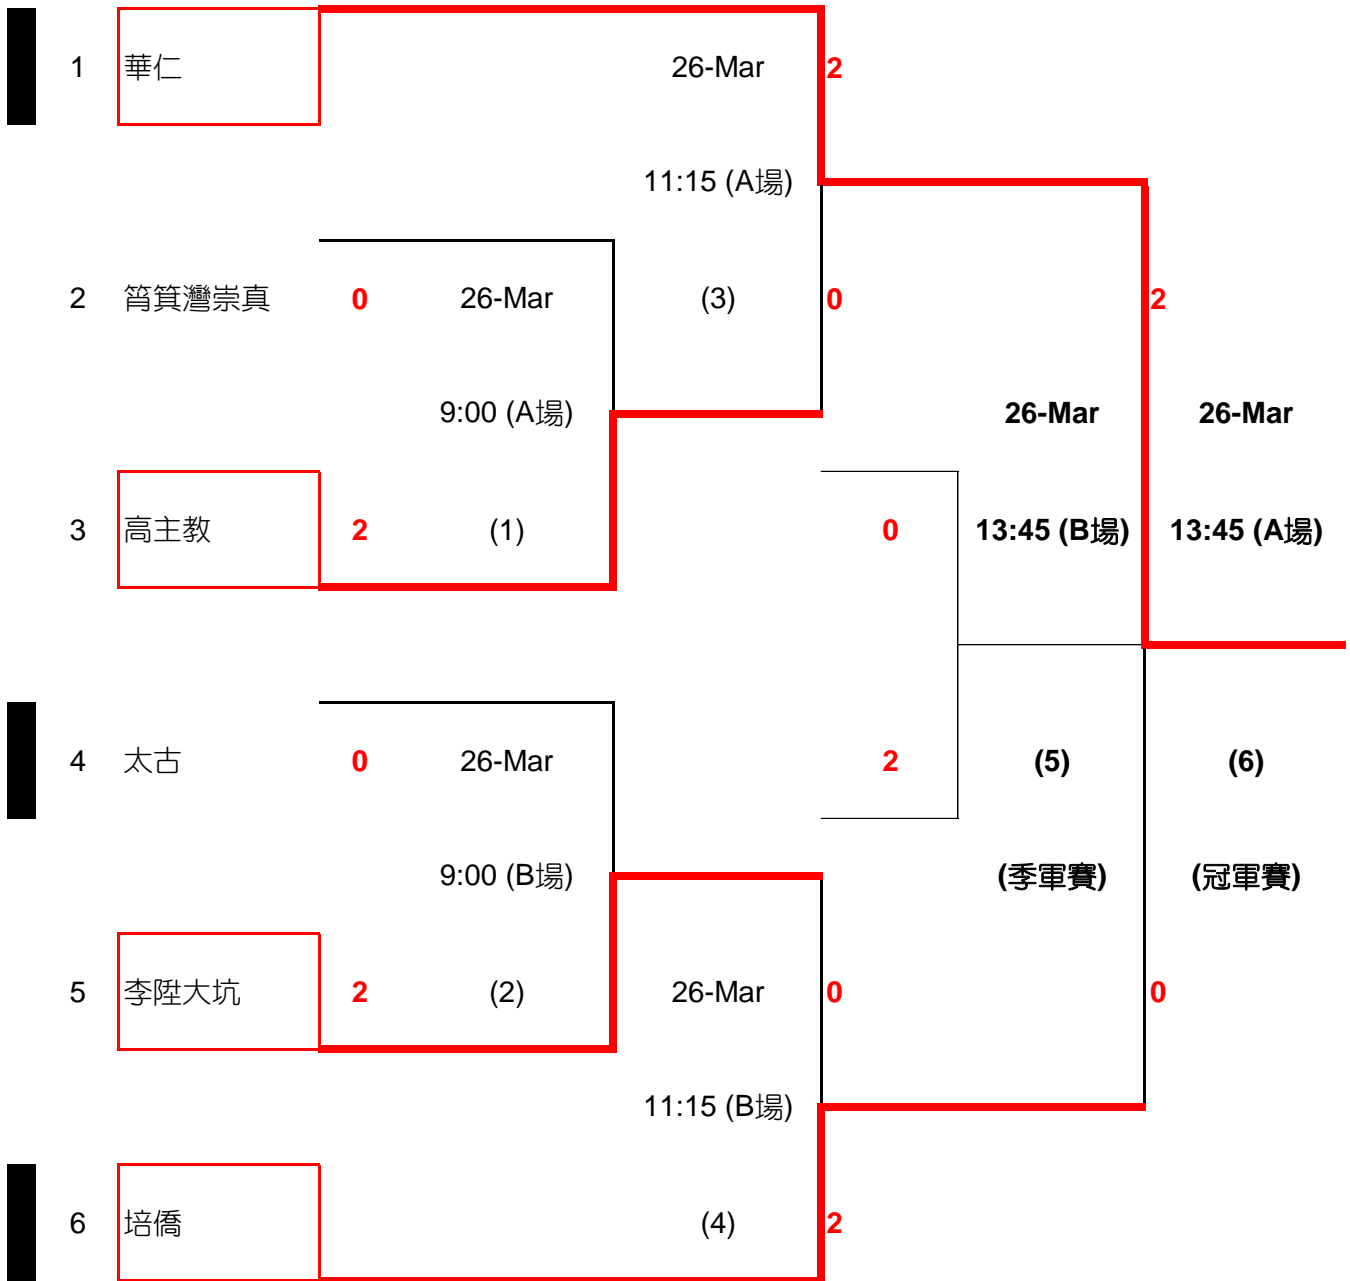 1 華仁 26-Mar 2
11:15 (A場)
2 筲箕灣崇真 0 26-Mar (3) 0 2
9:00 (A場) 26-Mar 26-Mar
3 高主教 2 (1) 0 13:45 (B場) 13:45 (A場)
4 太古 0 26-Mar 2 (5) (6)
9:00 (B場) (季軍賽) (冠軍賽)
5 李陞大坑 2 (2) 26-Mar 0 0
11:15 (B場)
6 培僑 (4) 2